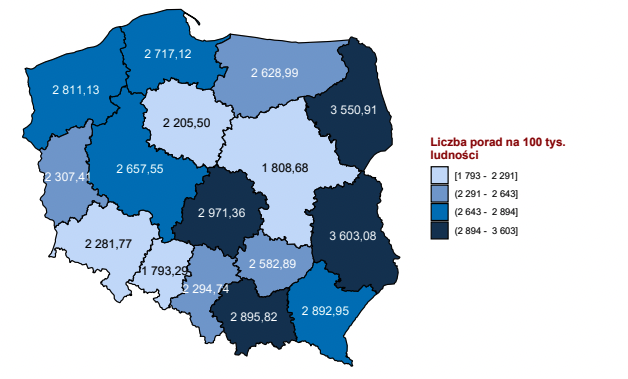 2 717,12
2 628,99
2 811,13
3 550,91
2 205,50
Liczba porad na 100 tys.
ludności
2 657,55
1 808,68
[1 793 - 2 291]
2 307,41
(2 291 - 2 643]
(2 643 - 2 894]
2 971,36
(2 894 - 3 603]
3 603,08
2 281,77
2 582,89
1 793,29
2 294,74
2 892,95
2 895,82